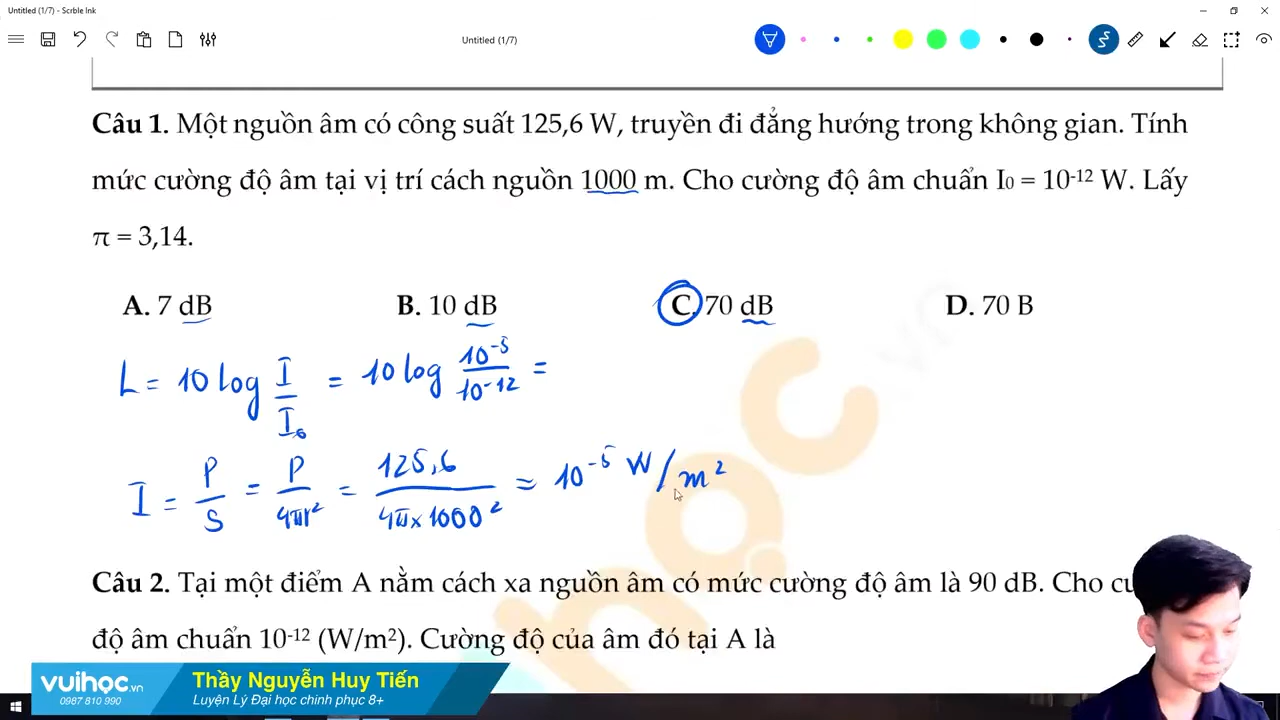 Untitled (1/7) - Scrble Ink
Untitled (1/7)
Câu 1. Một nguồn âm có công suất 125,6 W, truyền đi đẳng hướng trong không gian. Tính
mức cường độ âm tại vị trí cách nguồn 1000 m. Cho cường độ âm chuẩn I₀ = 10⁻¹² W. Lấy
π = 3,14.
A. 7 dB B. 10 dB C. 70 dB D. 70 B
L = 10 log I/I₀ = 10 log 10⁻⁵/10⁻¹² =
I = P/S = P/4πr² = 125,6/4π×1000² ≈ 10⁻⁵ W/m²
Câu 2. Tại một điểm A nằm cách xa nguồn âm có mức cường độ âm là 90 dB. Cho
độ âm chuẩn 10⁻¹² (W/m²). Cường độ của âm đó tại A là
vuihọc.vn
0987 810 990
Thầy Nguyễn Huy Tiến
Luyện Lý Đại học chinh phục 8+